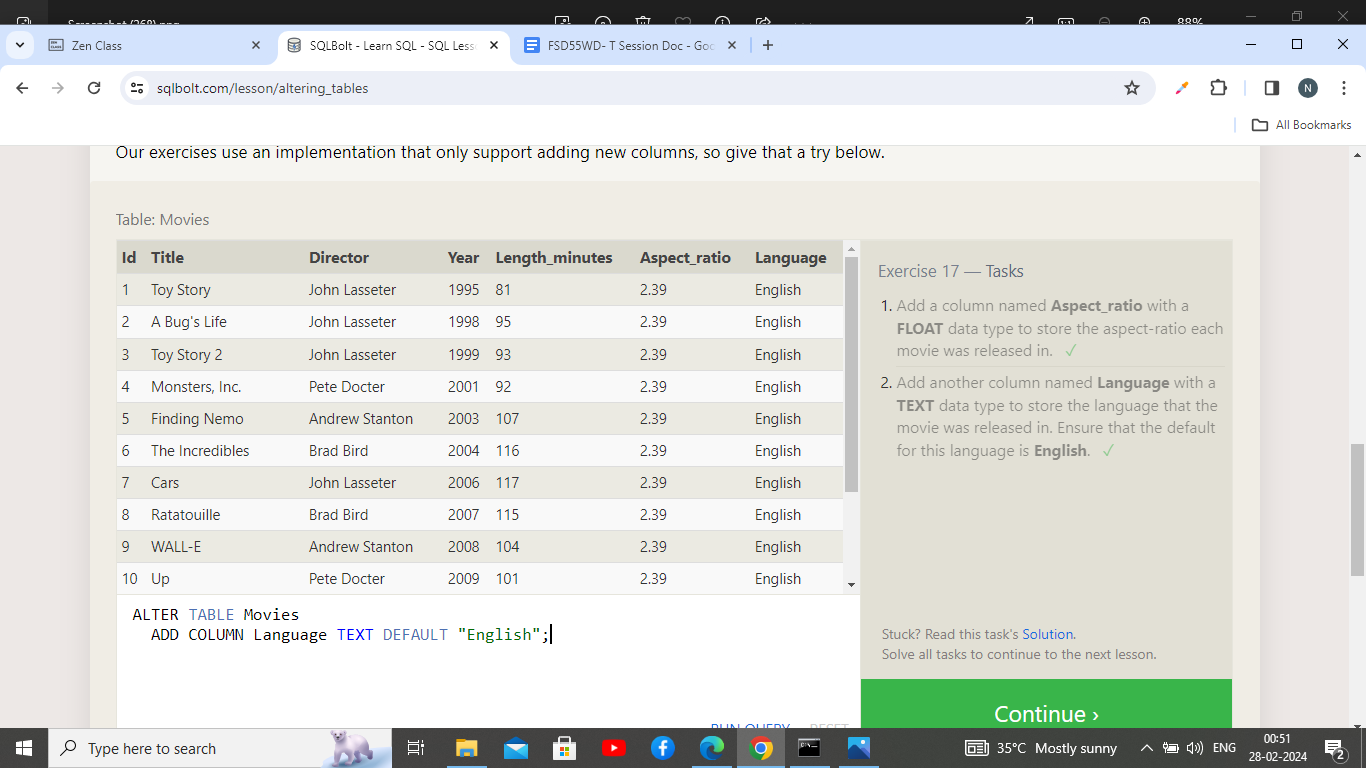 Screenshot (268).png
88%
Zen Class
SQLBolt - Learn SQL - SQL Less
FSD55WD- T Session Doc - Goo
sqlbolt.com/lesson/altering_tables
N
All Bookmarks
Our exercises use an implementation that only support adding new columns, so give that a try below.
Table: Movies
Id Title Director Year Length_minutes Aspect_ratio Language
1 Toy Story John Lasseter 1995 81 2.39 English
2 A Bug's Life John Lasseter 1998 95 2.39 English
3 Toy Story 2 John Lasseter 1999 93 2.39 English
4 Monsters, Inc. Pete Docter 2001 92 2.39 English
5 Finding Nemo Andrew Stanton 2003 107 2.39 English
6 The Incredibles Brad Bird 2004 116 2.39 English
7 Cars John Lasseter 2006 117 2.39 English
8 Ratatouille Brad Bird 2007 115 2.39 English
9 WALL-E Andrew Stanton 2008 104 2.39 English
10 Up Pete Docter 2009 101 2.39 English
ALTER TABLE Movies
ADD COLUMN Language TEXT DEFAULT "English";
RUN QUERY RESET
Exercise 17 — Tasks
1. Add a column named Aspect_ratio with a
FLOAT data type to store the aspect-ratio each
movie was released in. ✓
2. Add another column named Language with a
TEXT data type to store the language that the
movie was released in. Ensure that the default
for this language is English. ✓
Stuck? Read this task's Solution.
Solve all tasks to continue to the next lesson.
Continue ›
Type here to search
35°C Mostly sunny
ENG
00:51
28-02-2024
2